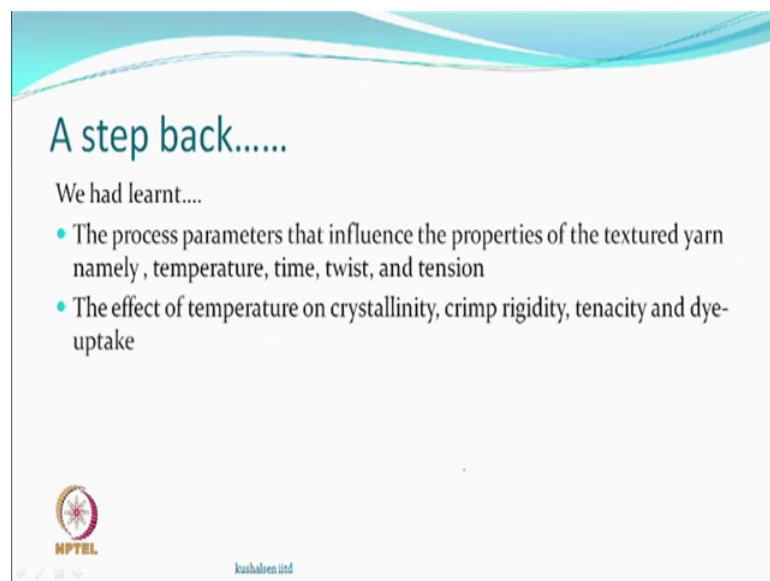 A step back......
We had learnt....
• The process parameters that influence the properties of the textured yarn
namely , temperature, time, twist, and tension
• The effect of temperature on crystallinity, crimp rigidity, tenacity and dye-
uptake
NPTEL
kushalsen iitd